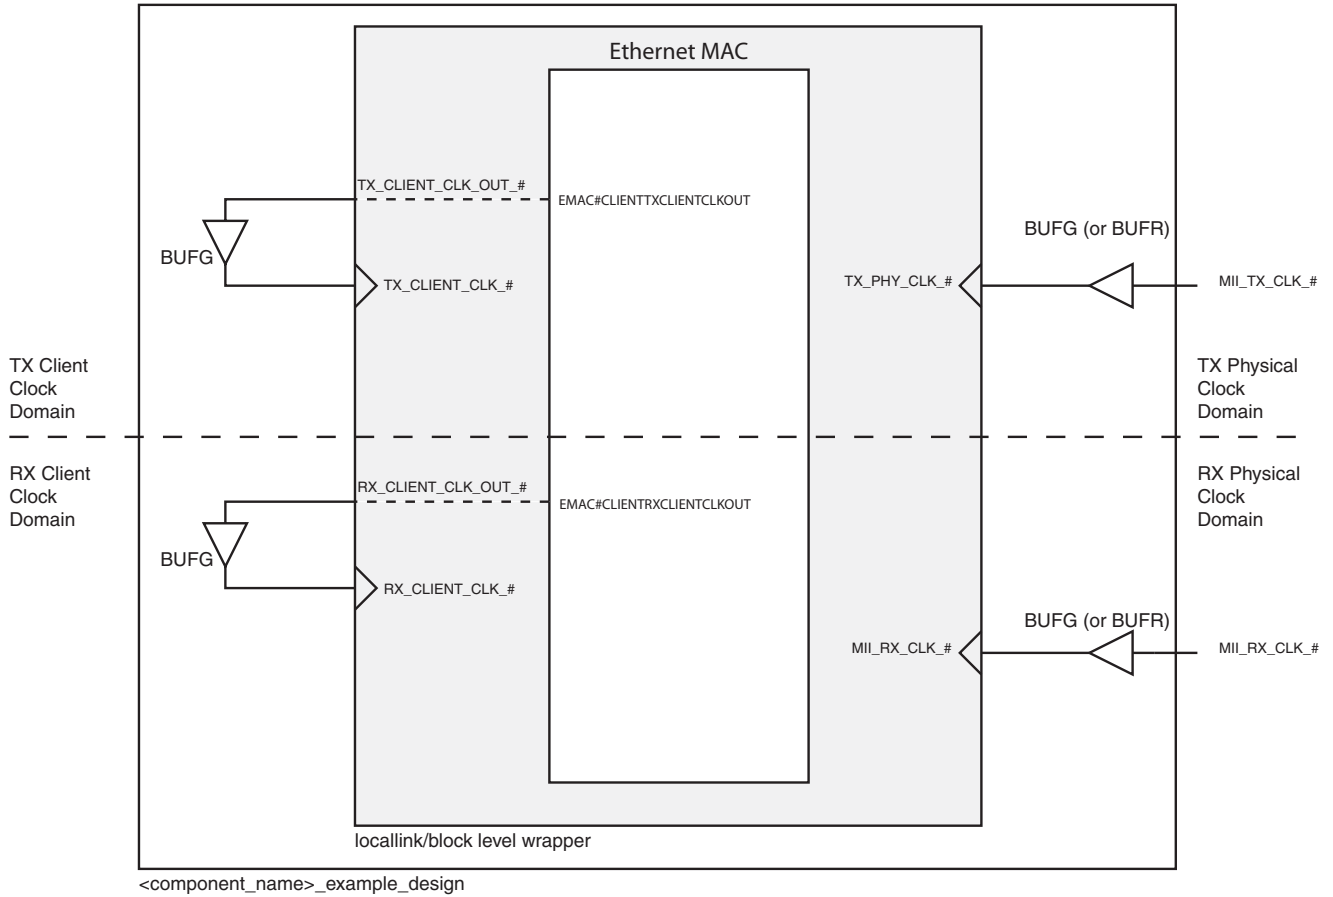 Ethernet MAC
TX_CLIENT_CLK_OUT_#
EMAC#CLIENTTXCLIENTCLKOUT
BUFG (or BUFR)
BUFG
TX_CLIENT_CLK_#
TX_PHY_CLK_#
MII_TX_CLK_#
TX Client
Clock
Domain
TX Physical
Clock
Domain
RX Client
Clock
Domain
RX Physical
Clock
Domain
RX_CLIENT_CLK_OUT_#
EMAC#CLIENTRXCLIENTCLKOUT
BUFG
RX_CLIENT_CLK_#
BUFG (or BUFR)
MII_RX_CLK_#
MII_RX_CLK_#
locallink/block level wrapper
<component_name>_example_design